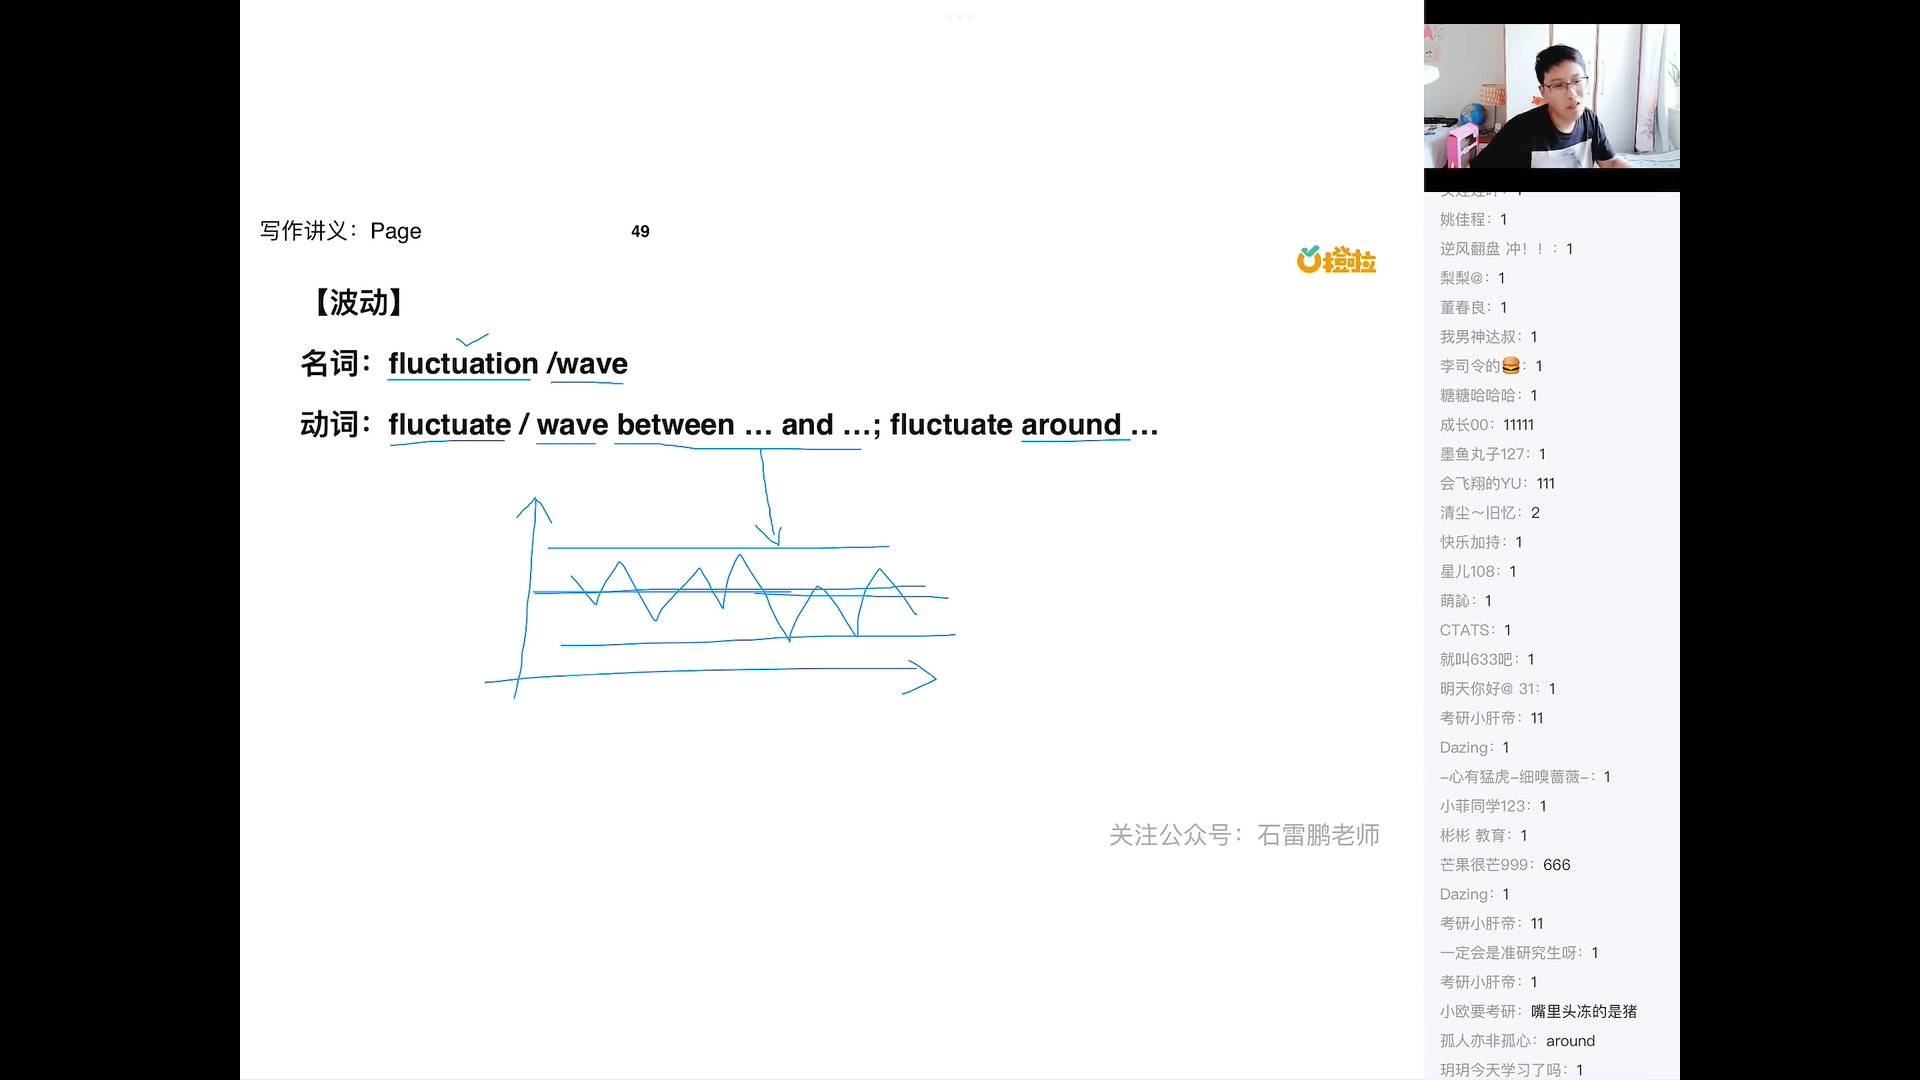 写作讲义：Page 49
橙啦
【波动】
名词：fluctuation /wave
动词：fluctuate / wave between … and …; fluctuate around …
关注公众号：石雷鹏老师
姚佳程：1
逆风翻盘 冲！！：1
梨梨@：1
董春良：1
我男神达叔：1
李司令的🍔：1
糖糖哈哈哈：1
成长00：11111
墨鱼丸子127：1
会飞翔的YU：111
清尘～旧忆：2
快乐加持：1
星儿108：1
萌訫：1
CTATS：1
就叫633吧：1
明天你好@ 31：1
考研小肝帝：11
Dazing：1
–心有猛虎–细嗅蔷薇–：1
小菲同学123：1
彬彬 教育：1
芒果很芒999：666
Dazing：1
考研小肝帝：11
一定会是准研究生呀：1
考研小肝帝：1
小欧要考研：嘴里头冻的是猪
孤人亦非孤心：around
玥玥今天学习了吗：1